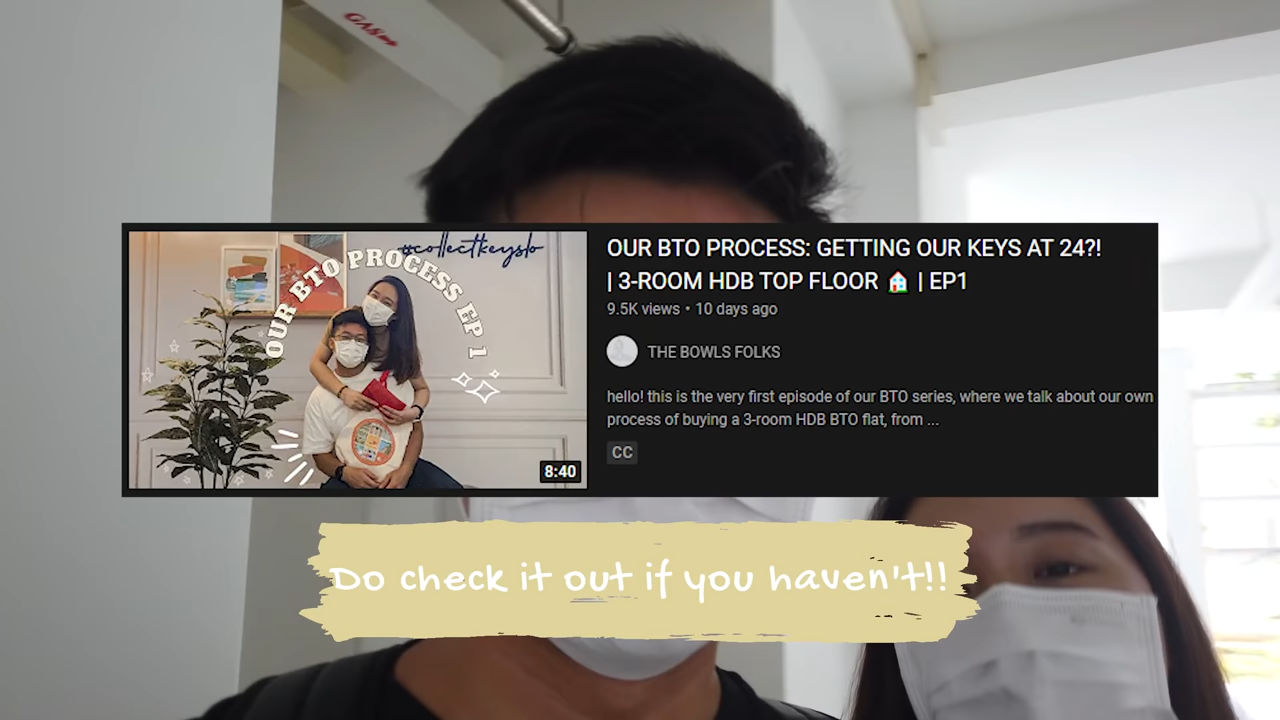 GAS
#collectkeyslo
OUR BTO PROCESS EP 1
8:40
OUR BTO PROCESS: GETTING OUR KEYS AT 24?!
| 3-ROOM HDB TOP FLOOR 🏠 | EP1
9.5K views • 10 days ago
THE BOWLS FOLKS
hello! this is the very first episode of our BTO series, where we talk about our own
process of buying a 3-room HDB BTO flat, from ...
CC
Do check it out if you haven't!!